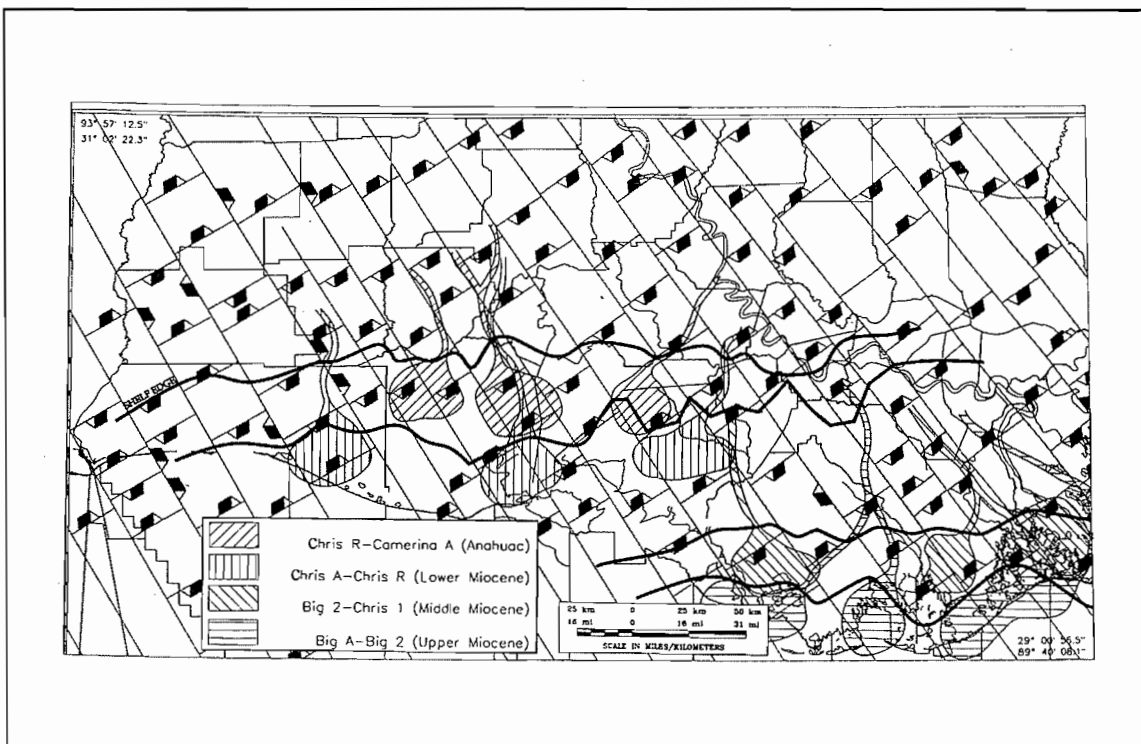 93° 57' 12.5"
31° 02' 22.3"
SHELF EDGE
Chris R-Camerina A (Anahuac)
Chris A-Chris R (Lower Miocene)
Big 2-Chris 1 (Middle Miocene)
Big A-Big 2 (Upper Miocene)
25 km 0 25 km 50 km
16 mi 0 16 mi 31 mi
SCALE IN MILES/KILOMETERS
29° 00' 55.5"
89° 40' 08.1"